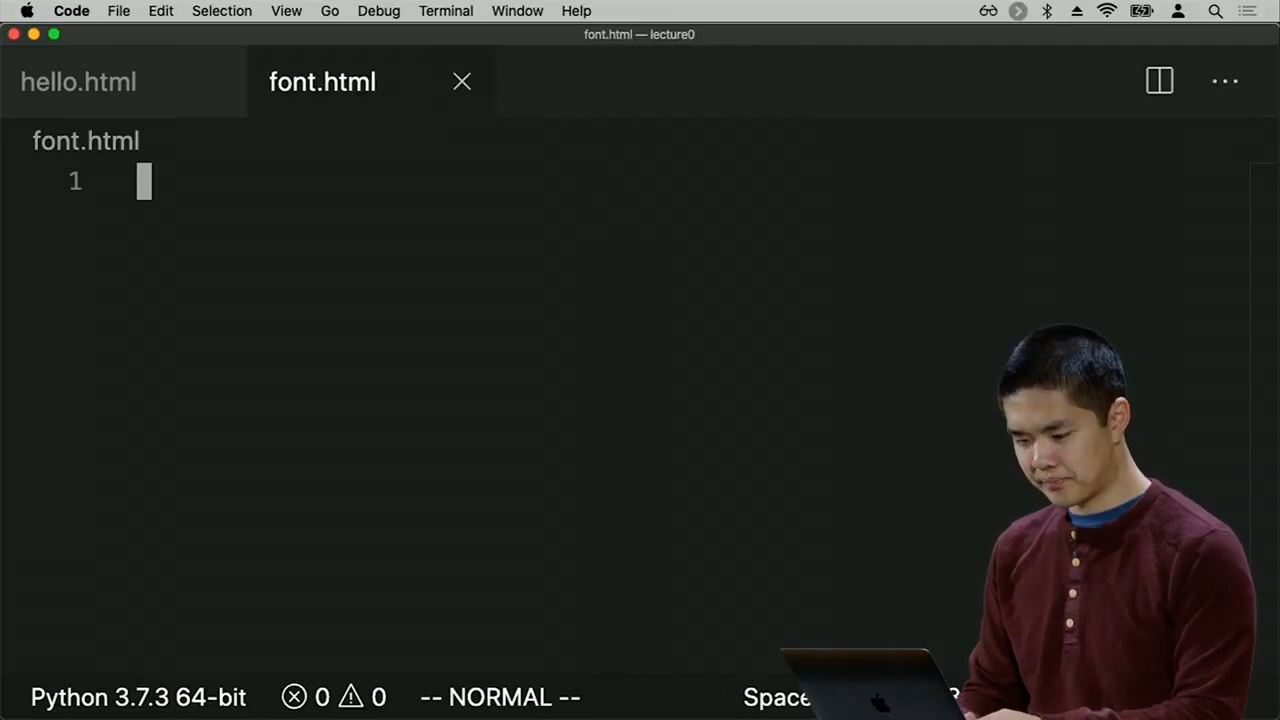 Code File Edit Selection View Go Debug Terminal Window Help
font.html — lecture0
hello.html font.html
font.html
1
Python 3.7.3 64-bit 0 0 -- NORMAL -- Space